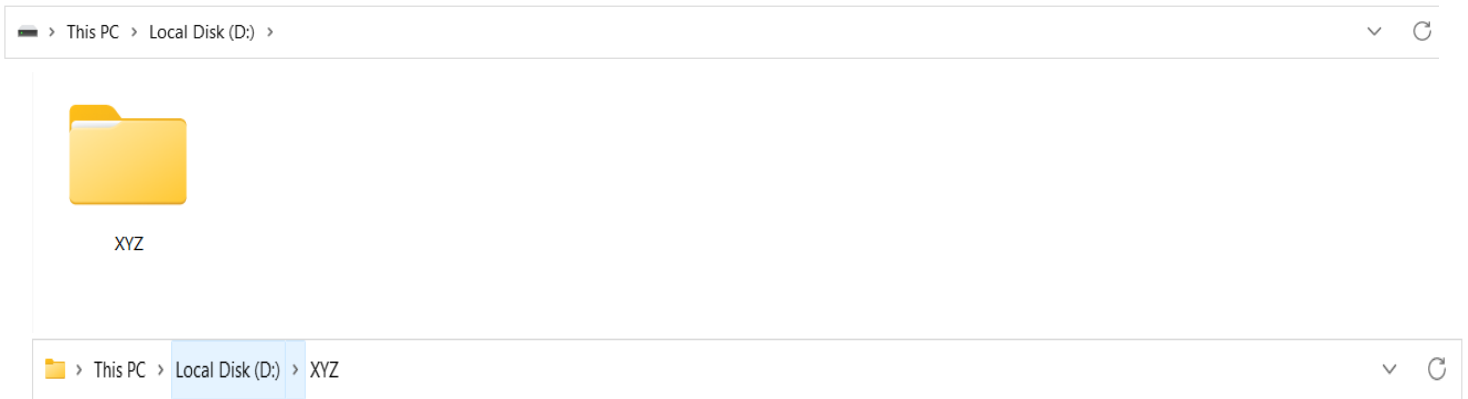 This PC > Local Disk (D:) >
XYZ
This PC > Local Disk (D:) > XYZ